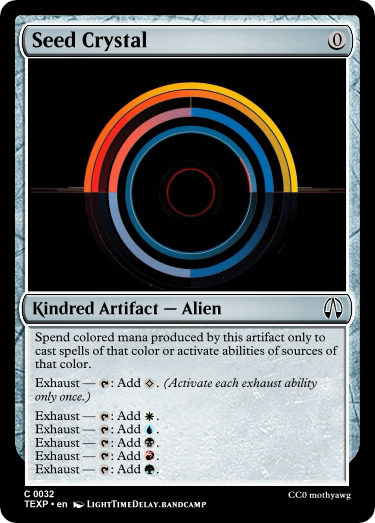 Seed Crystal 0
Kindred Artifact — Alien
Spend colored mana produced by this artifact only to
cast spells of that color or activate abilities of sources of
that color.
Exhaust — : Add . (Activate each exhaust ability
only once.)
Exhaust — : Add .
Exhaust — : Add .
Exhaust — : Add .
Exhaust — : Add .
Exhaust — : Add .
C 0032
TEXP • en LightTimeDelay.bandcamp
CC0 mothyawg